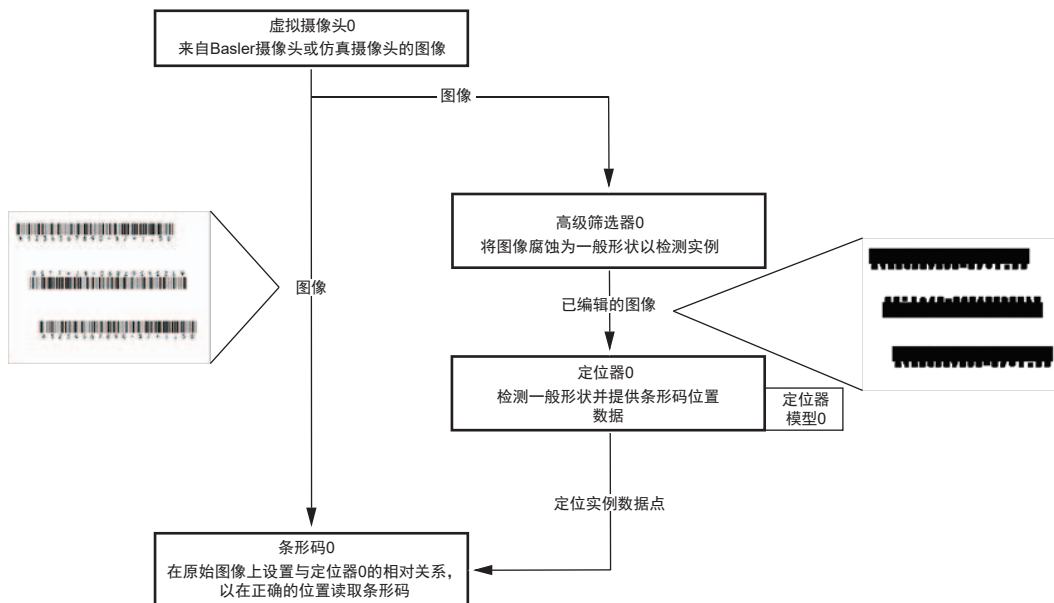 虚拟摄像头0
来自Basler摄像头或仿真摄像头的图像
图像
高级筛选器0
将图像腐蚀为一般形状以检测实例
图像
已编辑的图像
定位器0
检测一般形状并提供条形码位置
数据
定位器
模型0
定位实例数据点
条形码0
在原始图像上设置与定位器0的相对关系，
以在正确的位置读取条形码